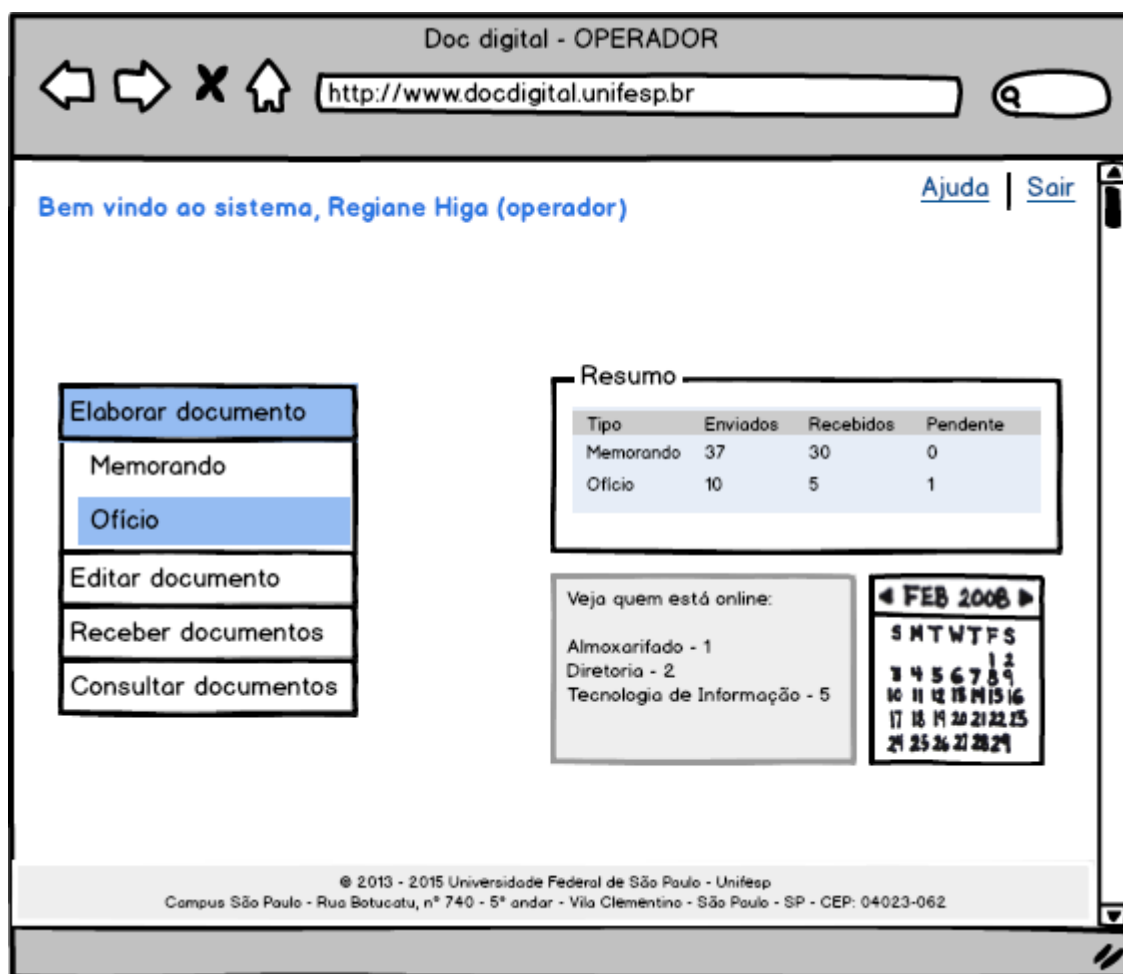 Doc digital - OPERADOR
http://www.docdigital.unifesp.br
Ajuda | Sair
Bem vindo ao sistema, Regiane Higa (operador)
Elaborar documento
Memorando
Ofício
Editar documento
Receber documentos
Consultar documentos
Resumo
Tipo Enviados Recebidos Pendente
Memorando 37 30 0
Ofício 10 5 1
Veja quem está online:
Almoxarifado - 1
Diretoria - 2
Tecnologia de Informação - 5
FEB 2008
S M T W T F S
1 2
3 4 5 6 7 8 9
10 11 12 13 14 15 16
17 18 19 20 21 22 23
24 25 26 27 28 29
© 2013 - 2015 Universidade Federal de São Paulo - Unifesp
Campus São Paulo - Rua Botucatu, nº 740 - 5º andar - Vila Clementino - São Paulo - SP - CEP: 04023-062